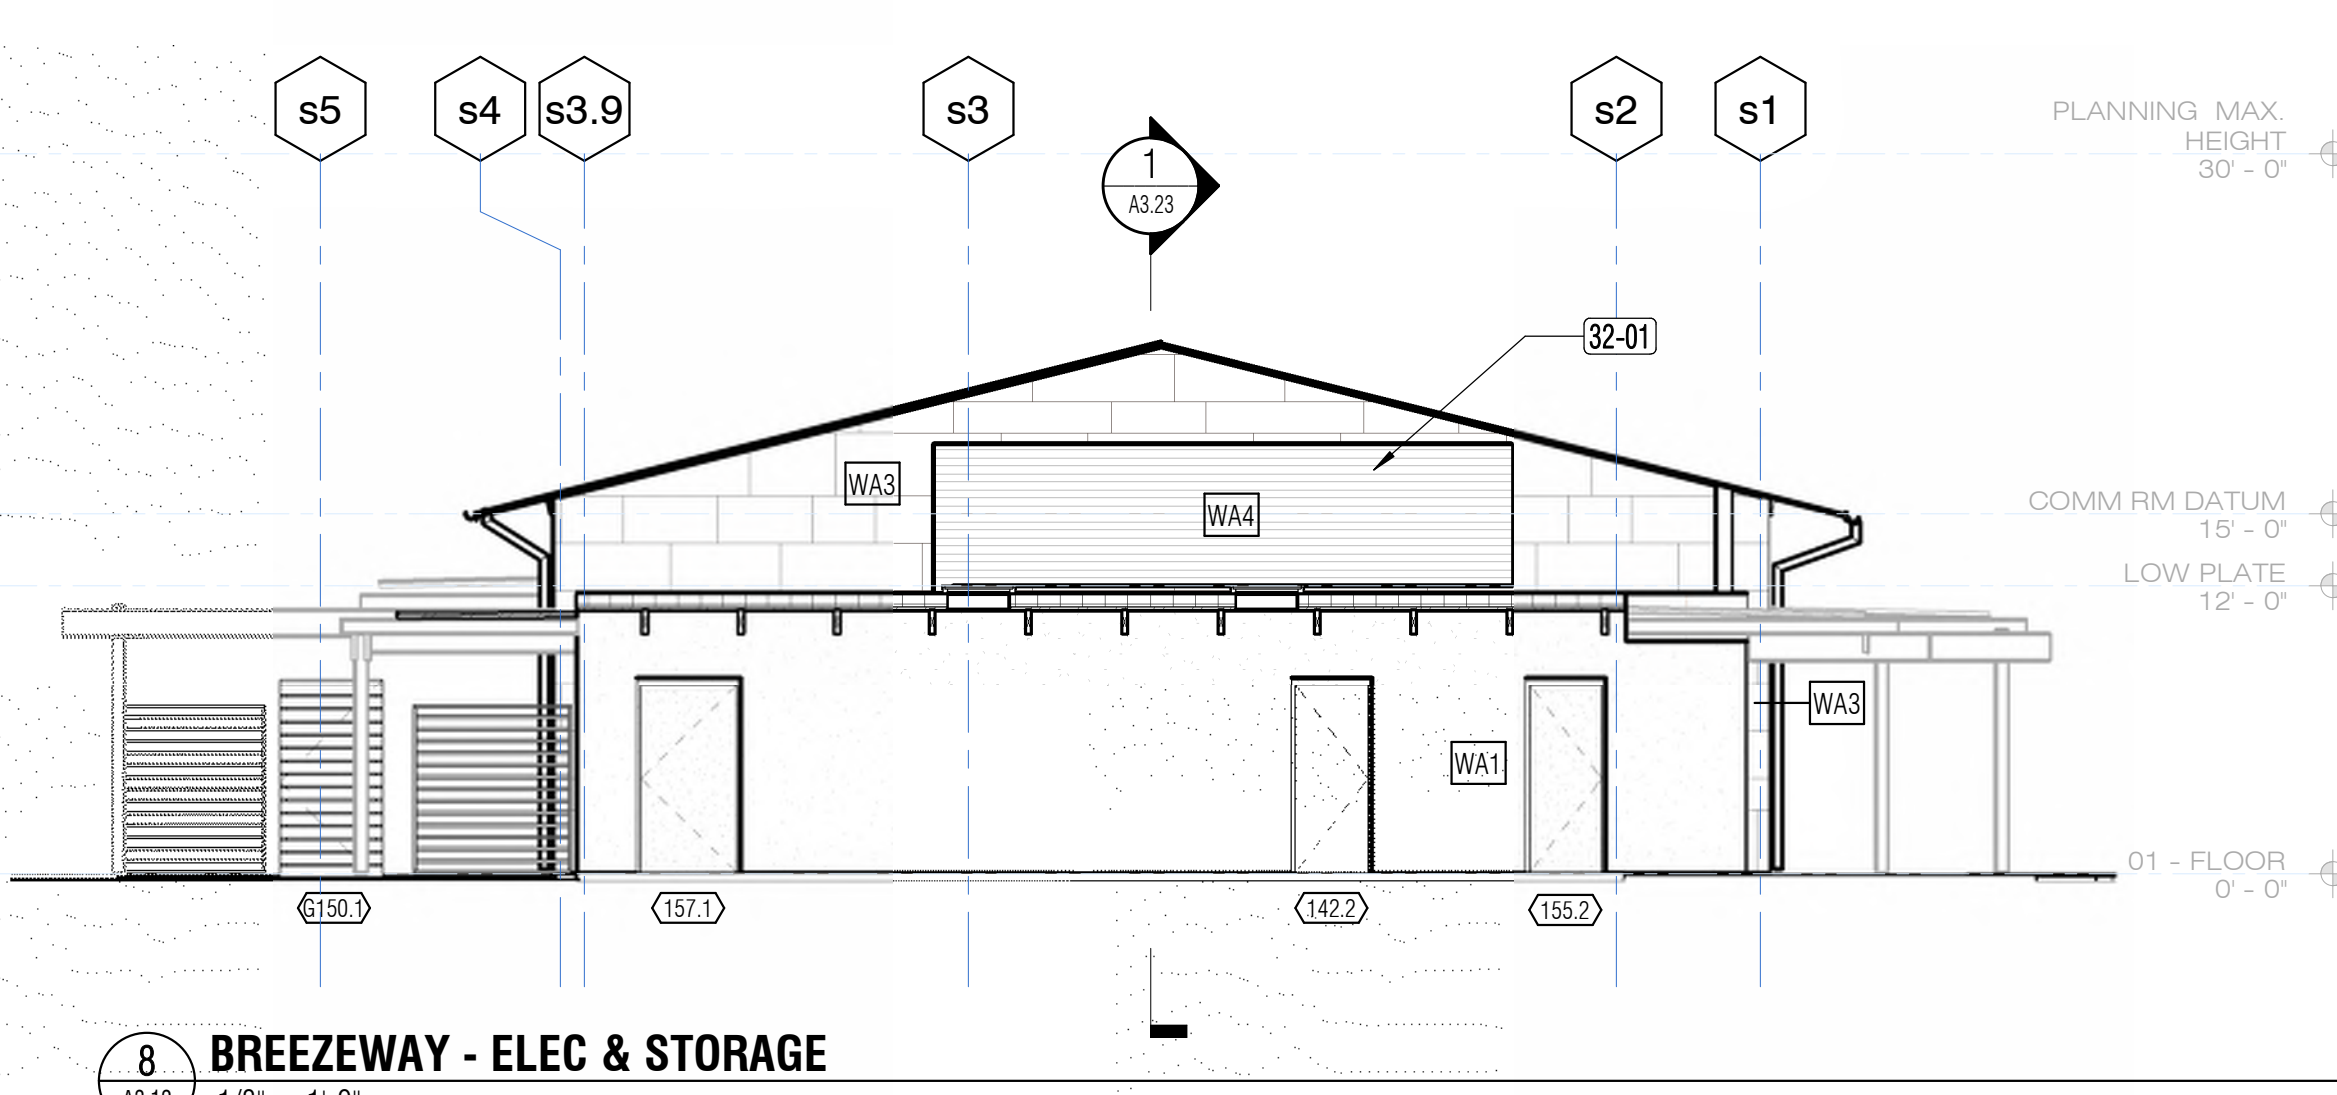 s5
s4
s3.9
s3
s2
s1
1
A3.23
PLANNING MAX.
HEIGHT
30' - 0"
32-01
WA3
WA4
COMM RM DATUM
15' - 0"
LOW PLATE
12' - 0"
WA3
WA1
01 - FLOOR
0' - 0"
G150.1
157.1
142.2
155.2
8
BREEZEWAY - ELEC & STORAGE